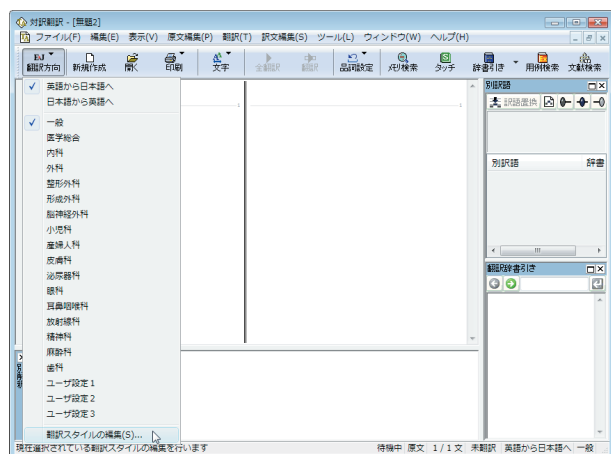 対訳翻訳 - [無題2]
ファイル(F) 編集(E) 表示(V) 原文編集(P) 翻訳(T) 訳文編集(S) ツール(L) ウィンドウ(W) ヘルプ(H)
EJ
翻訳方向 新規作成 開く 印刷 文字 全翻訳 翻訳 品詞設定 メモリ検索 タッチ 辞書引き 用例検索 文献検索
英語から日本語へ
日本語から英語へ
一般
医学総合
内科
外科
整形外科
形成外科
脳神経外科
小児科
産婦人科
皮膚科
泌尿器科
眼科
耳鼻咽喉科
放射線科
精神科
麻酔科
歯科
ユーザ設定1
ユーザ設定2
ユーザ設定3
翻訳スタイルの編集(S)...
別訳語
訳語置換
別訳語 辞書
翻訳辞書引き
現在選択されている翻訳スタイルの編集を行います 待機中 原文 1 / 1 文 未翻訳 英語から日本語へ 一般